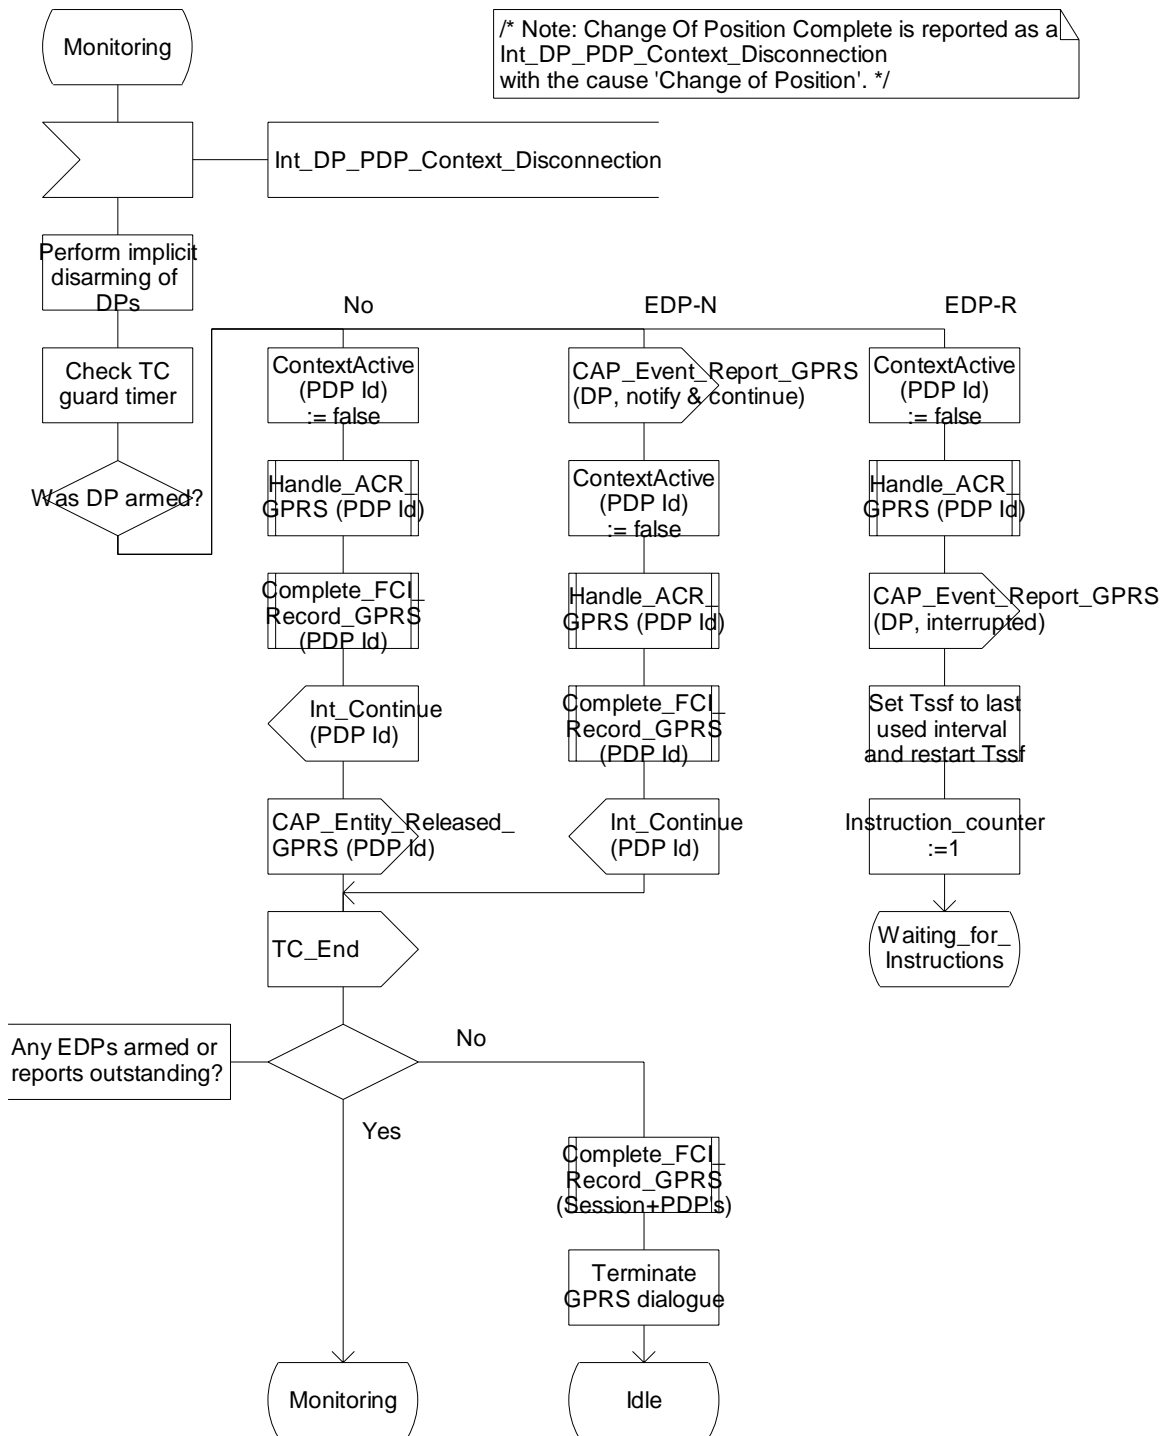 Monitoring
/* Note: Change Of Position Complete is reported as a
Int_DP_PDP_Context_Disconnection
with the cause 'Change of Position'. */
Int_DP_PDP_Context_Disconnection
Perform implicit
disarming of
DPs
Check TC
guard timer
Was DP armed?
No
ContextActive
(PDP Id)
:= false
Handle_ACR_
GPRS (PDP Id)
Complete_FCI_
Record_GPRS
(PDP Id)
Int_Continue
(PDP Id)
CAP_Entity_Released_
GPRS (PDP Id)
EDP-N
CAP_Event_Report_GPRS
(DP, notify & continue)
ContextActive
(PDP Id)
:= false
Handle_ACR_
GPRS (PDP Id)
Complete_FCI_
Record_GPRS
(PDP Id)
Int_Continue
(PDP Id)
EDP-R
ContextActive
(PDP Id)
:= false
Handle_ACR_
GPRS (PDP Id)
CAP_Event_Report_GPRS
(DP, interrupted)
Set Tssf to last
used interval
and restart Tssf
Instruction_counter
:=1
Waiting_for_
Instructions
TC_End
Any EDPs armed or
reports outstanding?
No
Yes
Complete_FCI_
Record_GPRS
(Session+PDP's)
Terminate
GPRS dialogue
Monitoring
Idle